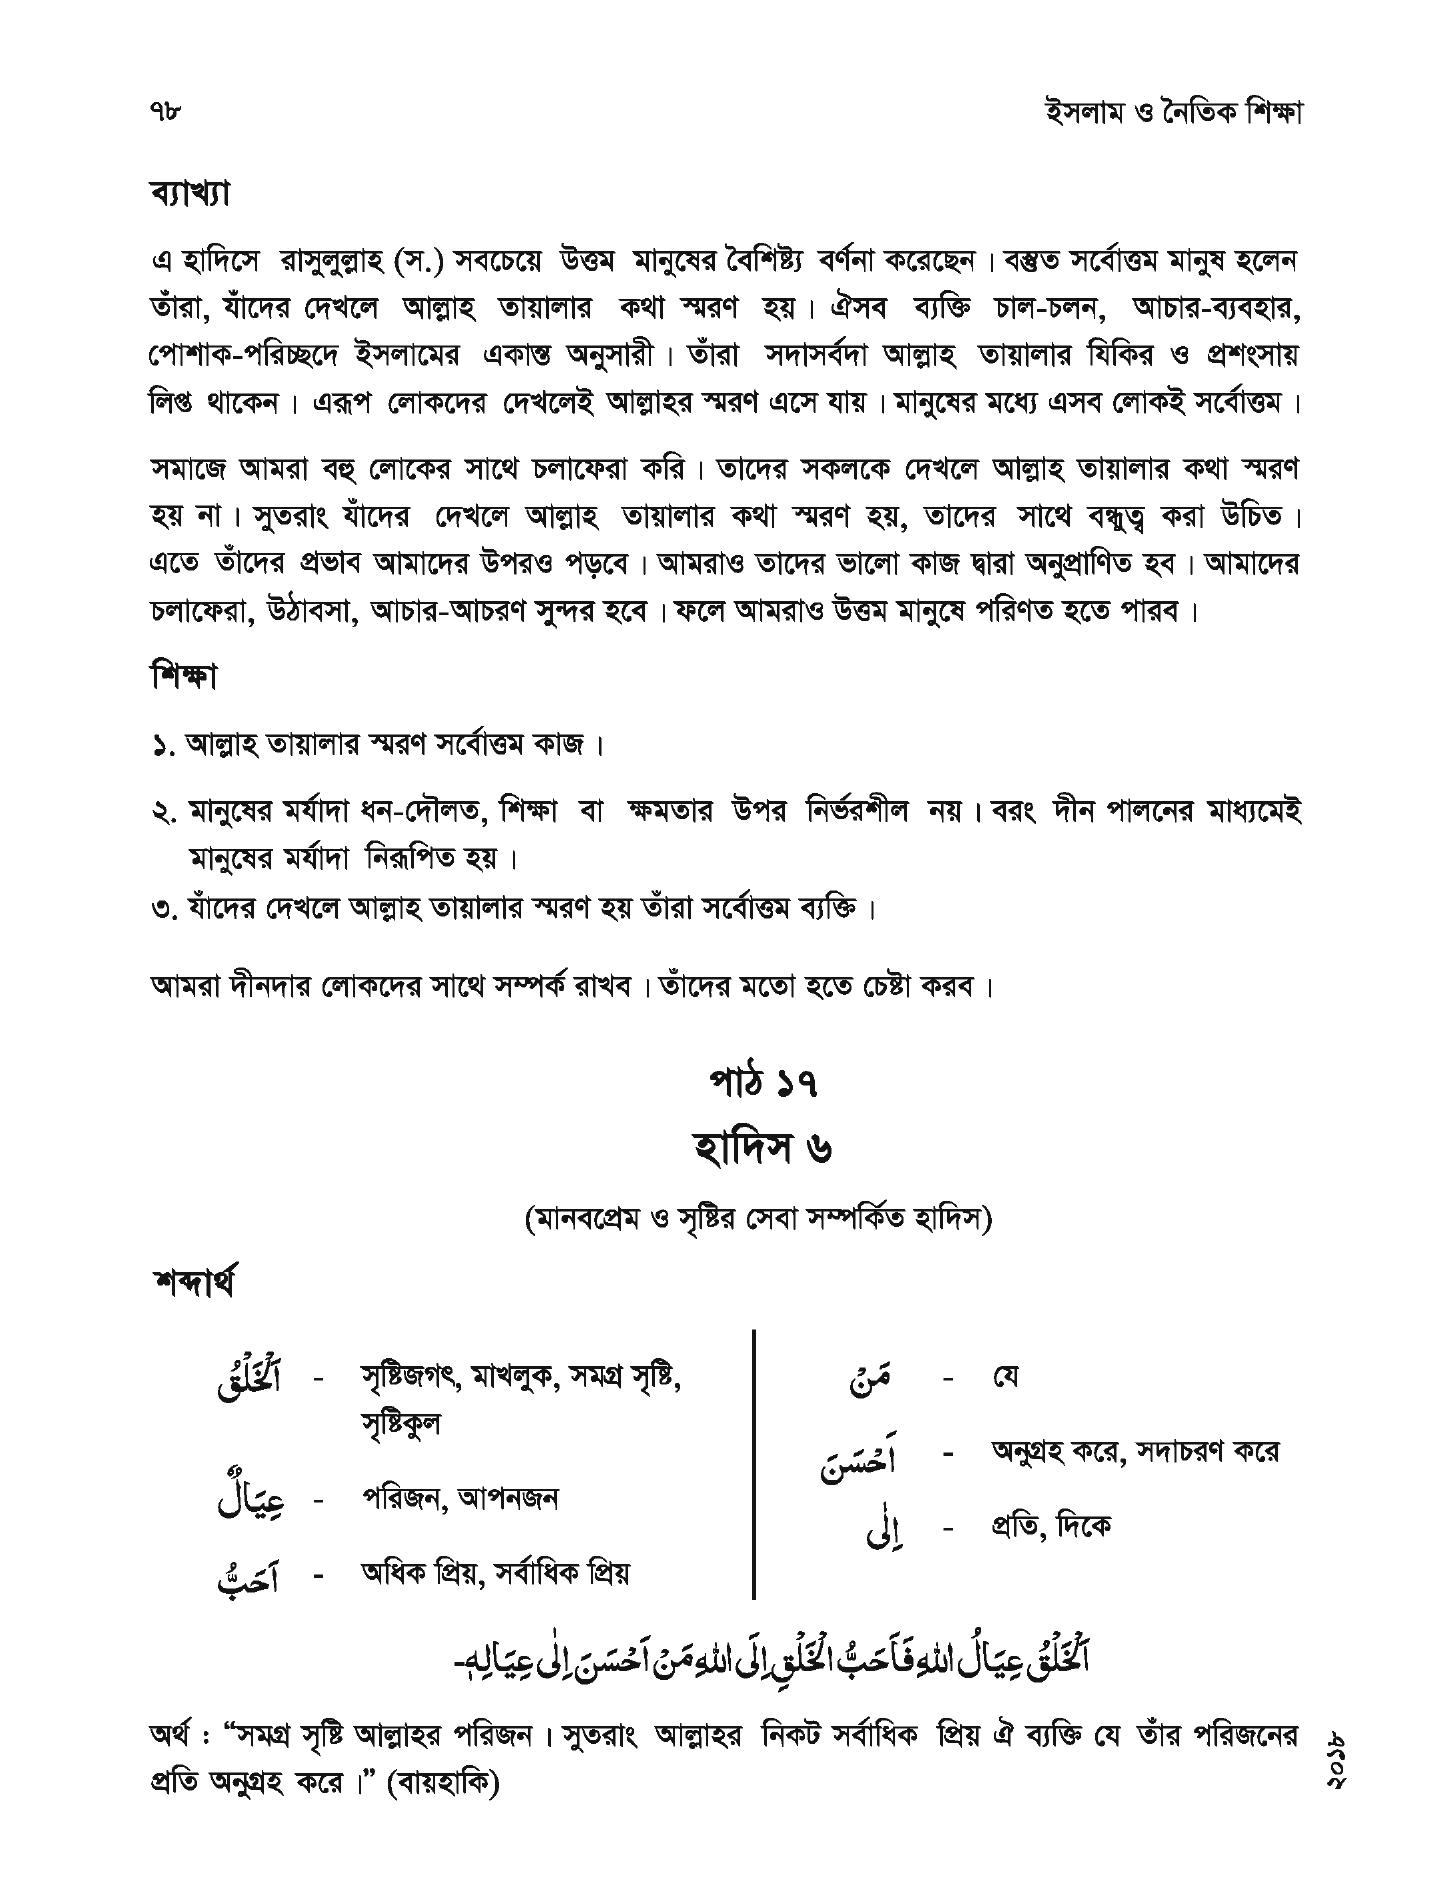 ৭৮ ইসলাম ও নৈতিক শিক্ষা
ব্যাখ্যা
এ হাদিসে রাসুলুল্লাহ (স.) সবচেয়ে উত্তম মানুষের বৈশিষ্ট্য বর্ণনা করেছেন। বস্তুত সর্বোত্তম মানুষ হলেন
তাঁরা, যাঁদের দেখলে আল্লাহ তায়ালার কথা স্মরণ হয়। ঐসব ব্যক্তি চাল-চলন, আচার-ব্যবহার,
পোশাক-পরিচ্ছদে ইসলামের একান্ত অনুসারী। তাঁরা সদাসর্বদা আল্লাহ তায়ালার যিকির ও প্রশংসায়
লিপ্ত থাকেন। এরূপ লোকদের দেখলেই আল্লাহর স্মরণ এসে যায়। মানুষের মধ্যে এসব লোকই সর্বোত্তম।
সমাজে আমরা বহু লোকের সাথে চলাফেরা করি। তাদের সকলকে দেখলে আল্লাহ তায়ালার কথা স্মরণ
হয় না। সুতরাং যাঁদের দেখলে আল্লাহ তায়ালার কথা স্মরণ হয়, তাদের সাথে বন্ধুত্ব করা উচিত।
এতে তাঁদের প্রভাব আমাদের উপরও পড়বে। আমরাও তাদের ভালো কাজ দ্বারা অনুপ্রাণিত হব। আমাদের
চলাফেরা, উঠাবসা, আচার-আচরণ সুন্দর হবে। ফলে আমরাও উত্তম মানুষে পরিণত হতে পারব।
শিক্ষা
১. আল্লাহ তায়ালার স্মরণ সর্বোত্তম কাজ।
২. মানুষের মর্যাদা ধন-দৌলত, শিক্ষা বা ক্ষমতার উপর নির্ভরশীল নয়। বরং দীন পালনের মাধ্যমেই
মানুষের মর্যাদা নিরূপিত হয়।
৩. যাঁদের দেখলে আল্লাহ তায়ালার স্মরণ হয় তাঁরা সর্বোত্তম ব্যক্তি।
আমরা দীনদার লোকদের সাথে সম্পর্ক রাখব। তাঁদের মতো হতে চেষ্টা করব।
পাঠ ১৭
হাদিস ৬
(মানবপ্রেম ও সৃষ্টির সেবা সম্পর্কিত হাদিস)
শব্দার্থ
اَلْخَلْقُ - সৃষ্টিজগৎ, মাখলুক, সমগ্র সৃষ্টি,
সৃষ্টিকুল
عِيَالٌ - পরিজন, আপনজন
اَحَبُّ - অধিক প্রিয়, সর্বাধিক প্রিয়
مَنْ - যে
اَحْسَنَ - অনুগ্রহ করে, সদাচরণ করে
اِلٰى - প্রতি, দিকে
اَلْخَلْقُ عِيَالُ اللهِ فَاَحَبُّ الْخَلْقِ اِلَى اللهِ مَنْ اَحْسَنَ اِلٰى عِيَالِهٖ-
অর্থ : “সমগ্র সৃষ্টি আল্লাহর পরিজন। সুতরাং আল্লাহর নিকট সর্বাধিক প্রিয় ঐ ব্যক্তি যে তাঁর পরিজনের
প্রতি অনুগ্রহ করে।” (বায়হাকি)
২০১৮